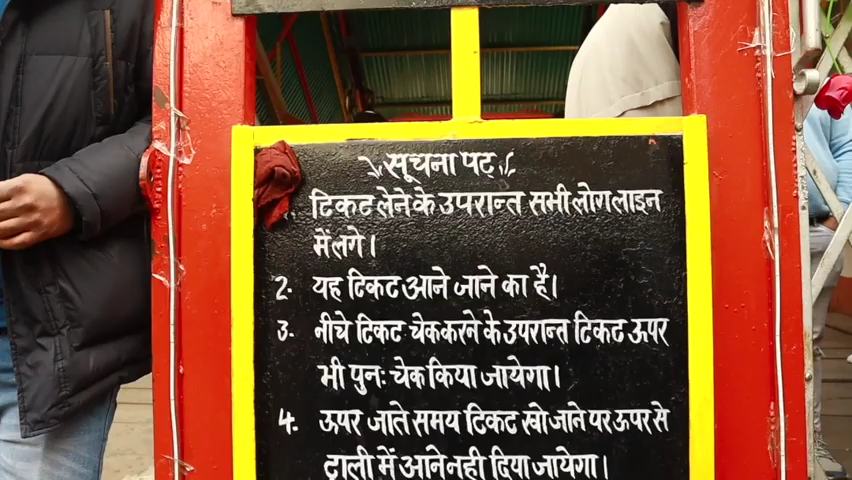 सूचना पट
1. टिकट लेने के उपरान्त सभी लोग लाइन
में लगे।
2. यह टिकट आने जाने का है।
3. नीचे टिकट चेक करने के उपरान्त टिकट ऊपर
भी पुनः चेक किया जायेगा।
4. ऊपर जाते समय टिकट खो जाने पर ऊपर से
ट्राली में आने नही दिया जायेगा।